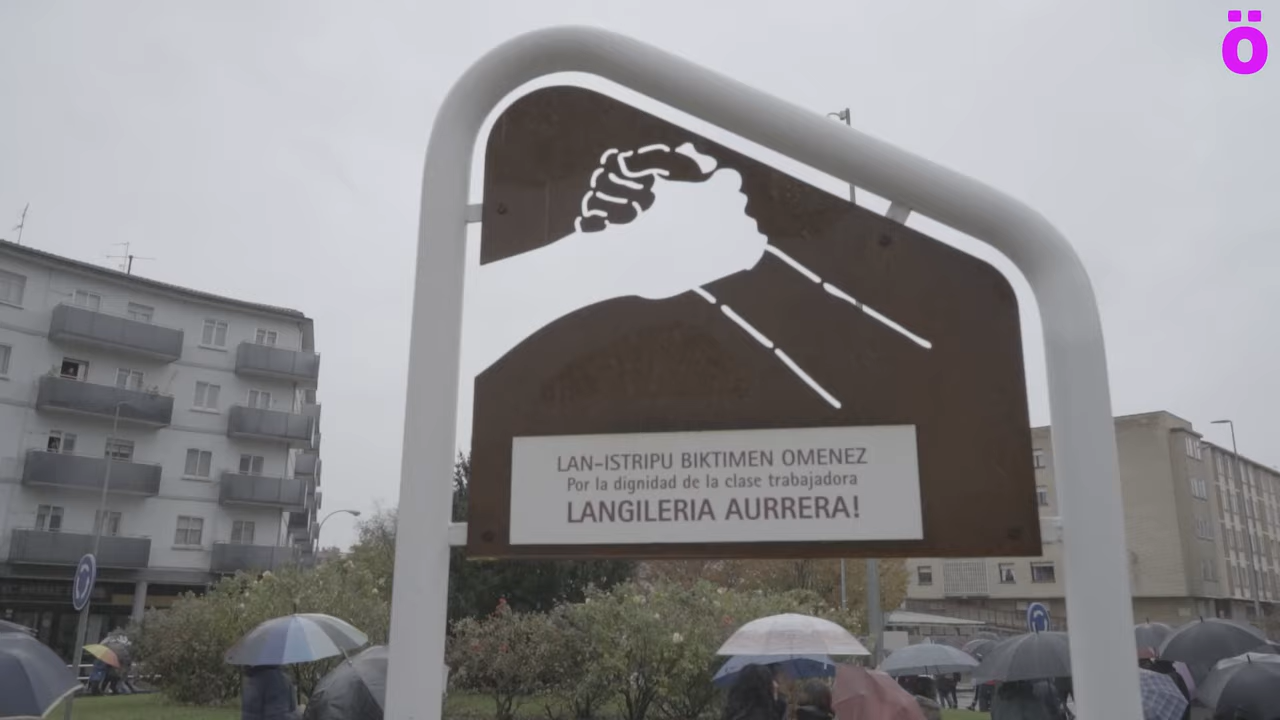 ö
LAN-ISTRIPU BIKTIMEN OMENEZ
Por la dignidad de la clase trabajadora
LANGILERIA AURRERA!